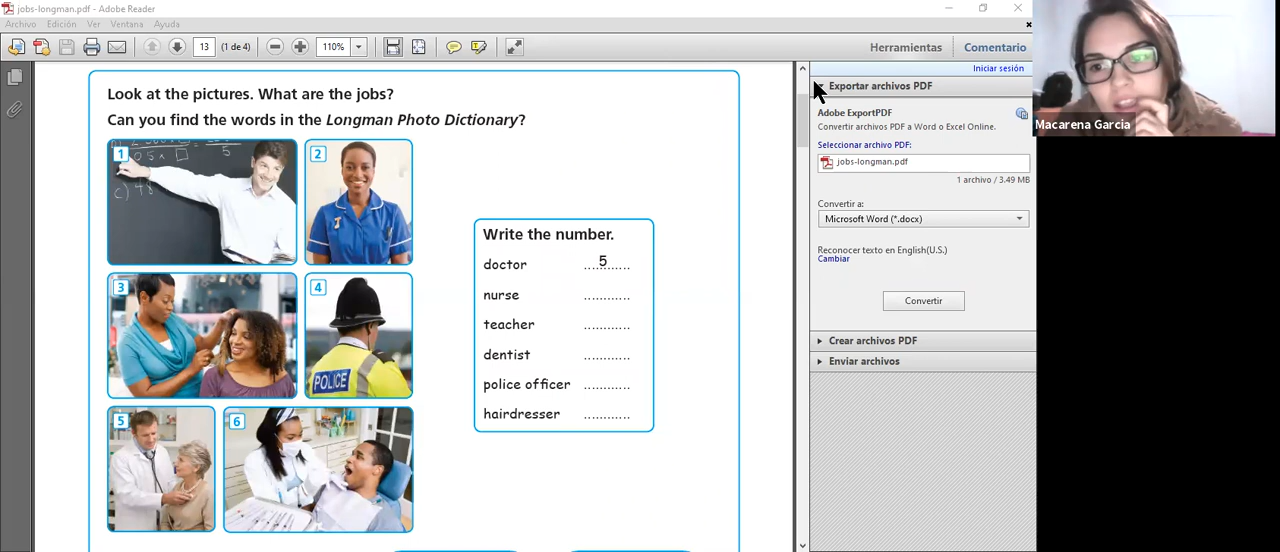 jobs-longman.pdf - Adobe Reader
Archivo Edición Ver Ventana Ayuda
13 (1 de 4) 110% Herramientas Comentario
Iniciar sesión
Look at the pictures. What are the jobs?
Can you find the words in the Longman Photo Dictionary?
1
05 x =
5
c) 48
2
3
4
POLICE
5
6
Write the number.
doctor ....5.......
nurse ............
teacher ............
dentist ............
police officer ............
hairdresser ............
Exportar archivos PDF
Adobe ExportPDF
Convertir archivos PDF a Word o Excel Online.
Seleccionar archivo PDF:
jobs-longman.pdf
1 archivo / 3.49 MB
Convertir a:
Microsoft Word (*.docx)
Reconocer texto en English(U.S.)
Cambiar
Convertir
Crear archivos PDF
Enviar archivos
Macarena Garcia